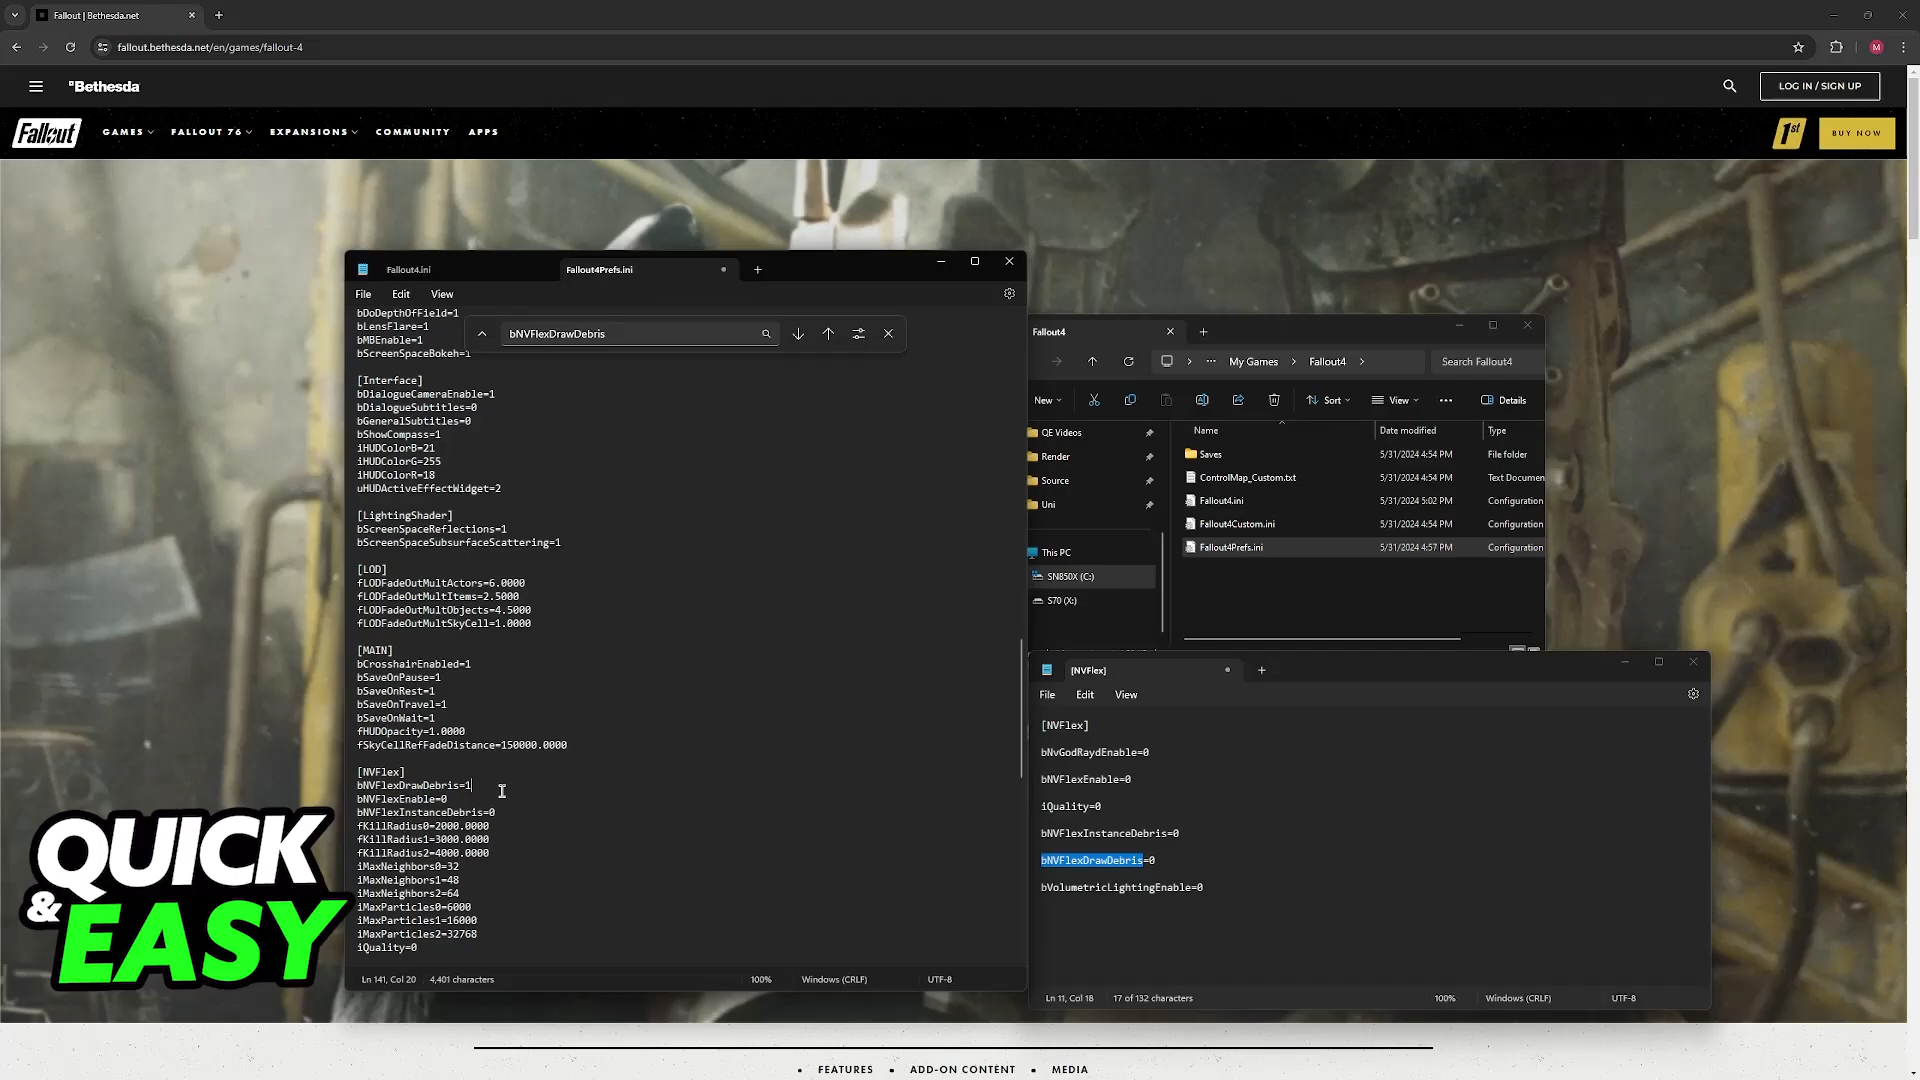 Fallout | Bethesda.net
fallout.bethesda.net/en/games/fallout-4
M
Bethesda
LOG IN / SIGN UP
Fallout
GAMES
FALLOUT 76
EXPANSIONS
COMMUNITY
APPS
1st
BUY NOW
Fallout4.ini
Fallout4Prefs.ini
File
Edit
View
bNVFlexDrawDebris
bDoDepthOfField=1
bLensFlare=1
bMBEnable=1
bScreenSpaceBokeh=1
[Interface]
bDialogueCameraEnable=1
bDialogueSubtitles=0
bGeneralSubtitles=0
bShowCompass=1
iHUDColorB=21
iHUDColorG=255
iHUDColorR=18
uHUDActiveEffectWidget=2
[LightingShader]
bScreenSpaceReflections=1
bScreenSpaceSubsurfaceScattering=1
[LOD]
fLODFadeOutMultActors=6.0000
fLODFadeOutMultItems=2.5000
fLODFadeOutMultObjects=4.5000
fLODFadeOutMultSkyCell=1.0000
[MAIN]
bCrosshairEnabled=1
bSaveOnPause=1
bSaveOnRest=1
bSaveOnTravel=1
bSaveOnWait=1
fHUDOpacity=1.0000
fSkyCellRefFadeDistance=150000.0000
[NVFlex]
bNVFlexDrawDebris=1
bNVFlexEnable=0
bNVFlexInstanceDebris=0
fKillRadius0=2000.0000
fKillRadius1=3000.0000
fKillRadius2=4000.0000
iMaxNeighbors0=32
iMaxNeighbors1=48
iMaxNeighbors2=64
iMaxParticles0=6000
iMaxParticles1=16000
iMaxParticles2=32768
iQuality=0
Ln 141, Col 20
4,401 characters
100%
Windows (CRLF)
UTF-8
Fallout4
My Games
Fallout4
Search Fallout4
New
Sort
View
Details
QE Videos
Render
Source
Uni
This PC
SN850X (C:)
S70 (X:)
Name
Date modified
Type
Saves
5/31/2024 4:54 PM
File folder
ControlMap_Custom.txt
5/31/2024 4:54 PM
Text Documen
Fallout4.ini
5/31/2024 5:02 PM
Configuration
Fallout4Custom.ini
5/31/2024 4:54 PM
Configuration
Fallout4Prefs.ini
5/31/2024 4:57 PM
Configuration
[NVFlex]
File
Edit
View
[NVFlex]
bNvGodRaydEnable=0
bNVFlexEnable=0
iQuality=0
bNVFlexInstanceDebris=0
bNVFlexDrawDebris=0
bVolumetricLightingEnable=0
Ln 11, Col 18
17 of 132 characters
100%
Windows (CRLF)
UTF-8
QUICK
& EASY
FEATURES
ADD-ON CONTENT
MEDIA